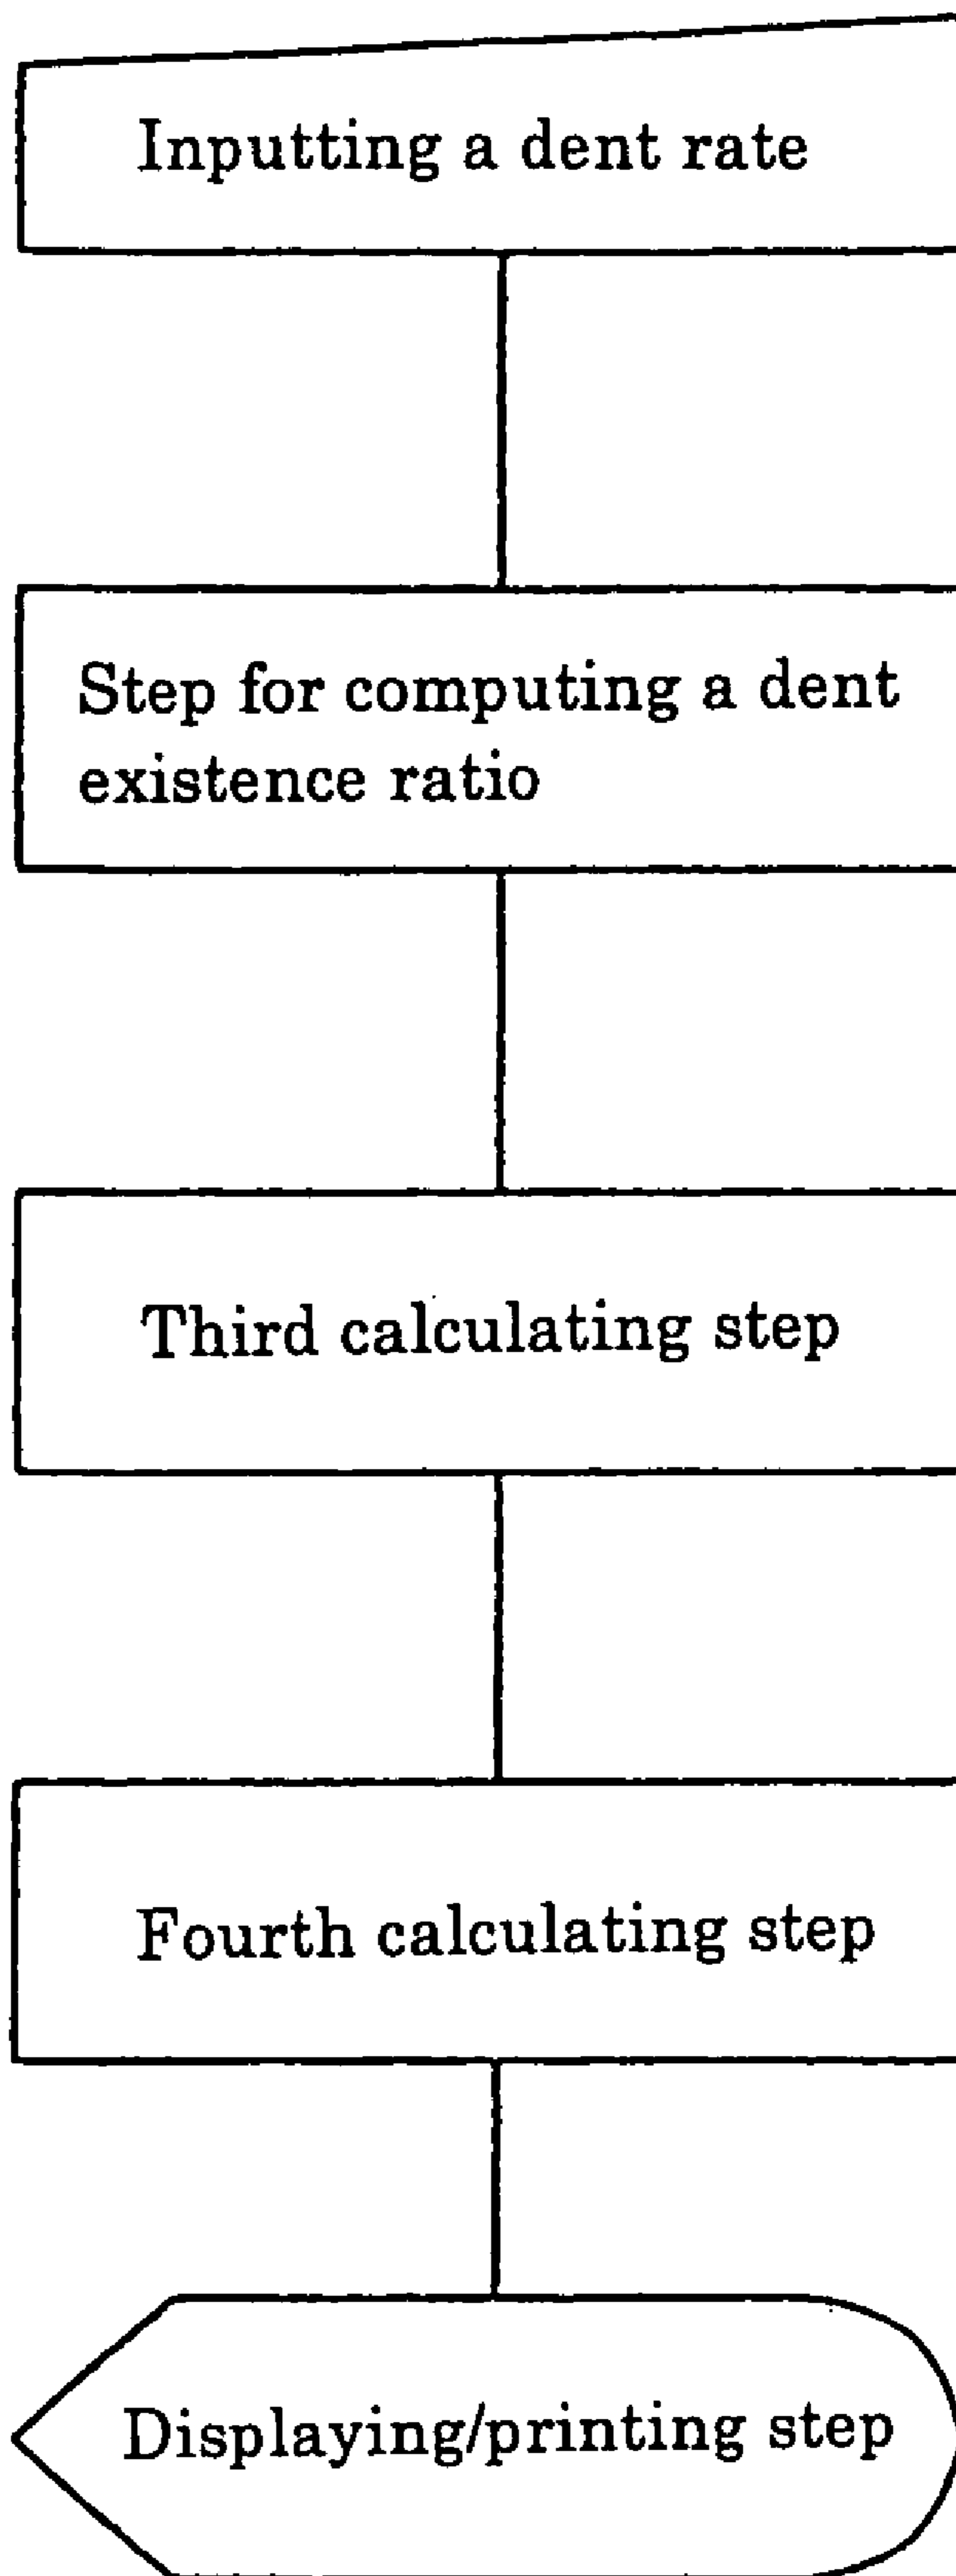 Inputting a dent rate
Step for computing a dent
existence ratio
Third calculating step
Fourth calculating step
Displaying/printing step